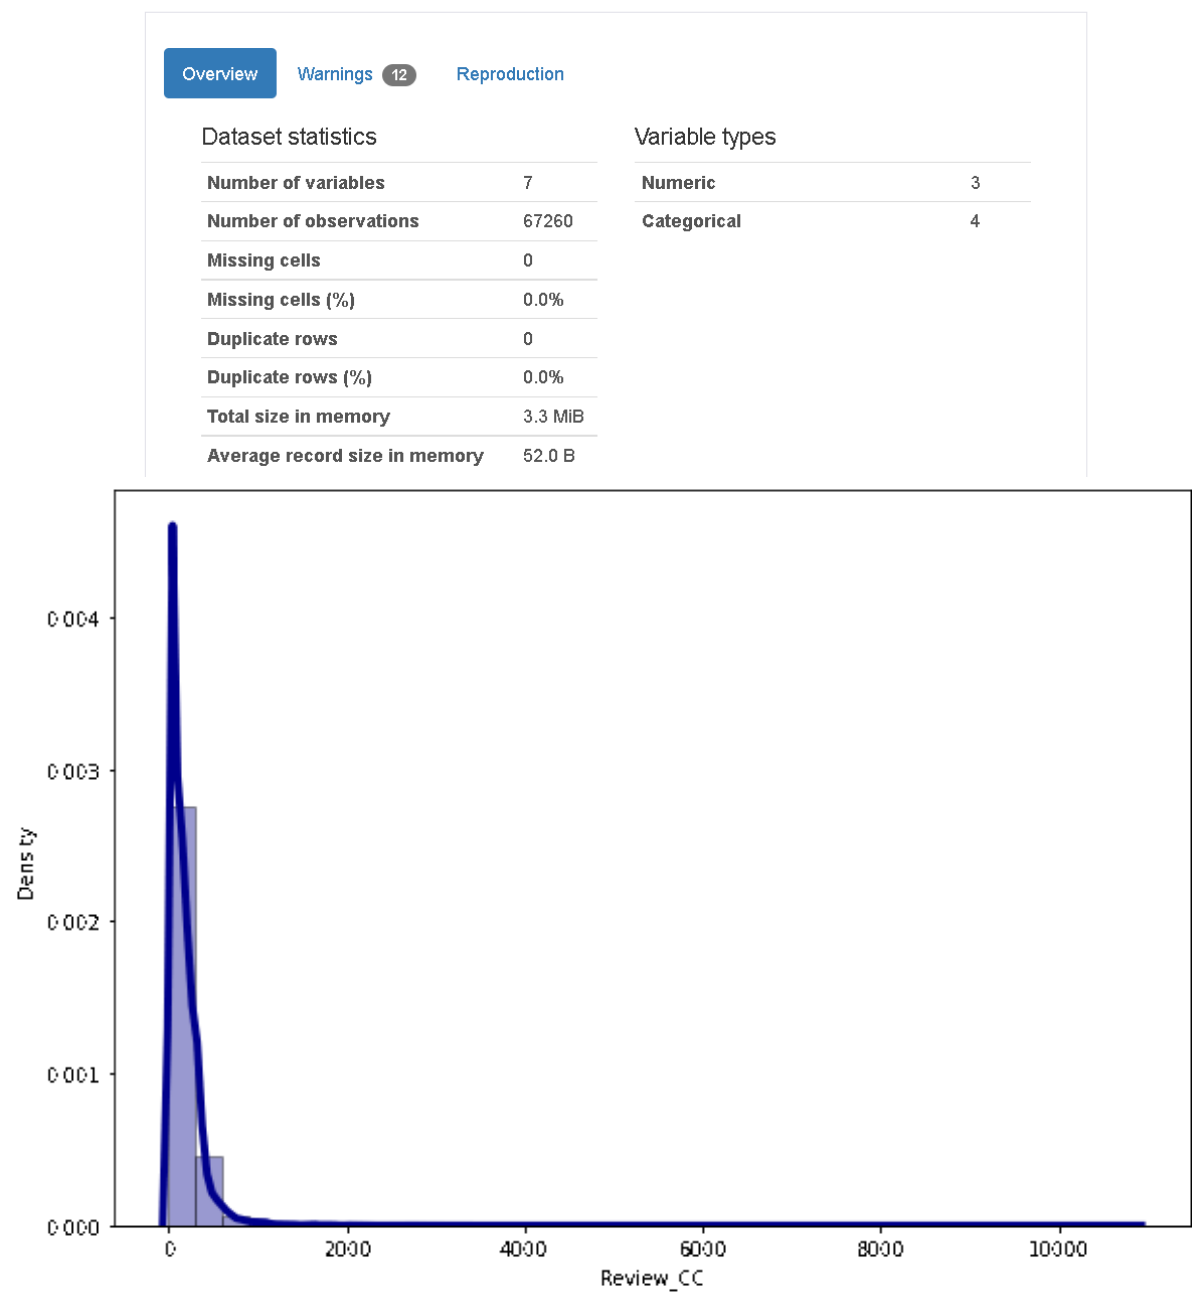 Overview Warnings 12 Reproduction
Dataset statistics
Number of variables 7
Number of observations 67260
Missing cells 0
Missing cells (%) 0.0%
Duplicate rows 0
Duplicate rows (%) 0.0%
Total size in memory 3.3 MiB
Average record size in memory 52.0 B
Variable types
Numeric 3
Categorical 4
0.004
0.003
0.002
0.001
0.000
Density
0 2000 4000 6000 8000 10000
Review_CC